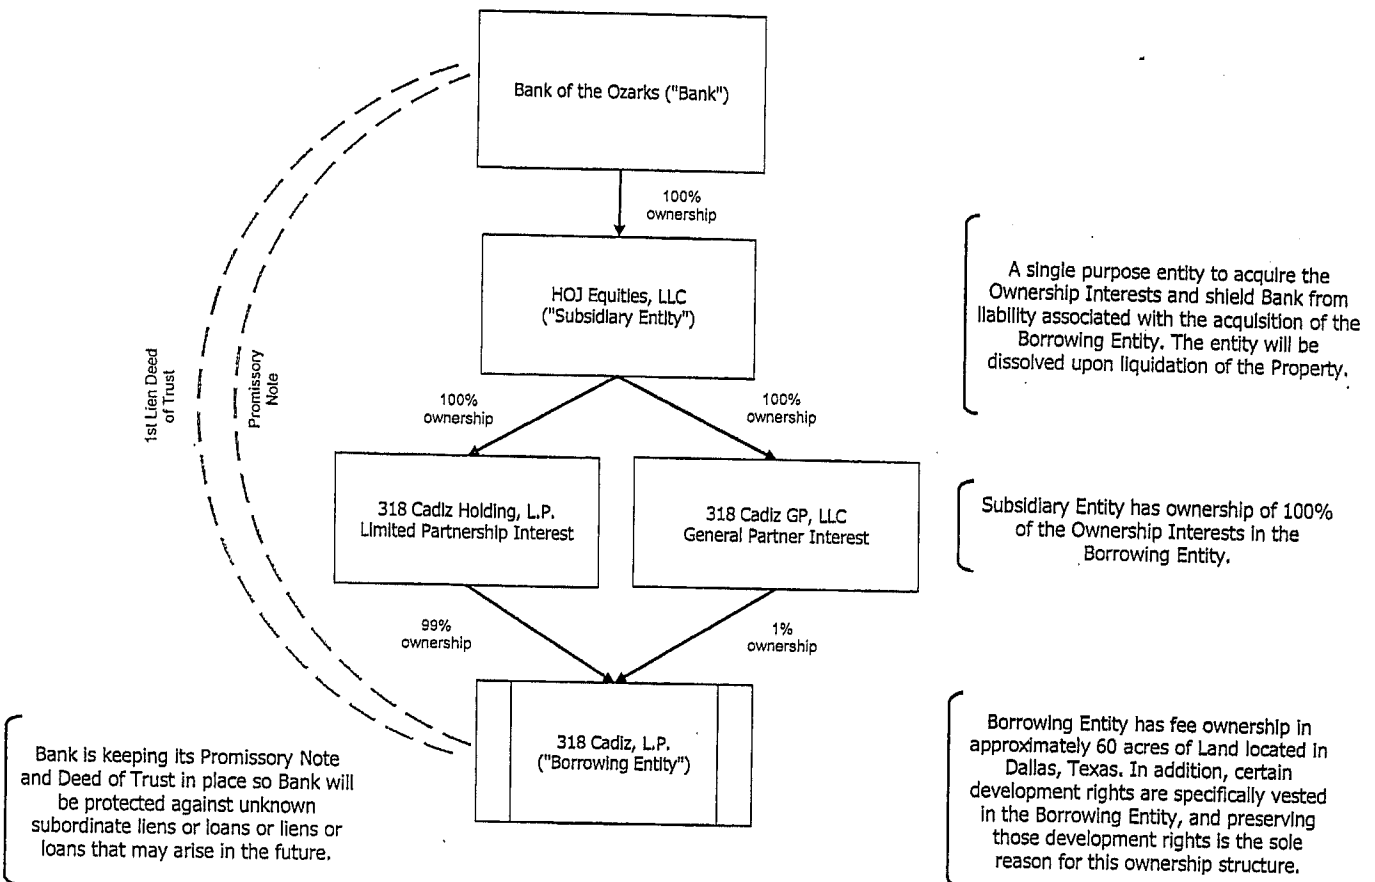 Bank of the Ozarks ("Bank")
100%
ownership
HOJ Equities, LLC
("Subsidiary Entity")
A single purpose entity to acquire the
Ownership Interests and shield Bank from
liability associated with the acquisition of the
Borrowing Entity. The entity will be
dissolved upon liquidation of the Property.
1st Lien Deed
of Trust
Promissory
Note
100%
ownership
100%
ownership
318 Cadiz Holding, L.P.
Limited Partnership Interest
318 Cadiz GP, LLC
General Partner Interest
Subsidiary Entity has ownership of 100%
of the Ownership Interests in the
Borrowing Entity.
99%
ownership
1%
ownership
318 Cadiz, L.P.
("Borrowing Entity")
Bank is keeping its Promissory Note
and Deed of Trust in place so Bank will
be protected against unknown
subordinate liens or loans or liens or
loans that may arise in the future.
Borrowing Entity has fee ownership in
approximately 60 acres of Land located in
Dallas, Texas. In addition, certain
development rights are specifically vested
in the Borrowing Entity, and preserving
those development rights is the sole
reason for this ownership structure.